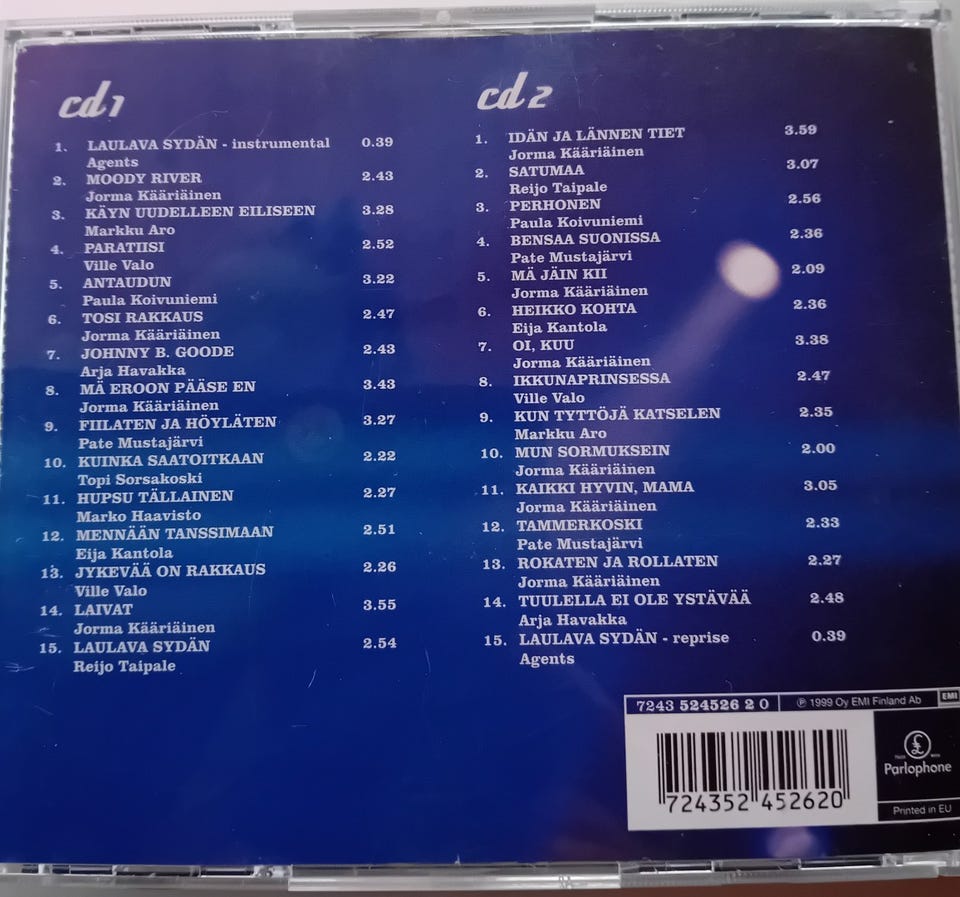 cd 1
1. LAULAVA SYDÄN - instrumental 0.39
Agents
2. MOODY RIVER 2.43
Jorma Kääriäinen
3. KÄYN UUDELLEEN EILISEEN 3.28
Markku Aro
4. PARATIISI 2.52
Ville Valo
5. ANTAUDUN 3.22
Paula Koivuniemi
6. TOSI RAKKAUS 2.47
Jorma Kääriäinen
7. JOHNNY B. GOODE 2.43
Arja Havakka
8. MÄ EROON PÄÄSE EN 3.43
Jorma Kääriäinen
9. FIILATEN JA HÖYLÄTEN 3.27
Pate Mustajärvi
10. KUINKA SAATOITKAAN 2.22
Topi Sorsakoski
11. HUPSU TÄLLAINEN 2.27
Marko Haavisto
12. MENNÄÄN TANSSIMAAN 2.51
Eija Kantola
13. JYKEVÄÄ ON RAKKAUS 2.26
Ville Valo
14. LAIVAT 3.55
Jorma Kääriäinen
15. LAULAVA SYDÄN 2.54
Reijo Taipale
cd 2
1. IDÄN JA LÄNNEN TIET 3.59
Jorma Kääriäinen
2. SATUMAA 3.07
Reijo Taipale
3. PERHONEN 2.56
Paula Koivuniemi
4. BENSAA SUONISSA 2.36
Pate Mustajärvi
5. MÄ JÄIN KII 2.09
Jorma Kääriäinen
6. HEIKKO KOHTA 2.36
Eija Kantola
7. OI, KUU 3.38
Jorma Kääriäinen
8. IKKUNAPRINSESSA 2.47
Ville Valo
9. KUN TYTTÖJÄ KATSELEN 2.35
Markku Aro
10. MUN SORMUKSEIN 2.00
Jorma Kääriäinen
11. KAIKKI HYVIN, MAMA 3.05
Jorma Kääriäinen
12. TAMMERKOSKI 2.33
Pate Mustajärvi
13. ROKATEN JA ROLLATEN 2.27
Jorma Kääriäinen
14. TUULELLA EI OLE YSTÄVÄÄ 2.48
Arja Havakka
15. LAULAVA SYDÄN - reprise 0.39
Agents
7243 524526 2 0 ℗ 1999 Oy EMI Finland Ab EMI
724352 452620
£
Parlophone
Printed in EU